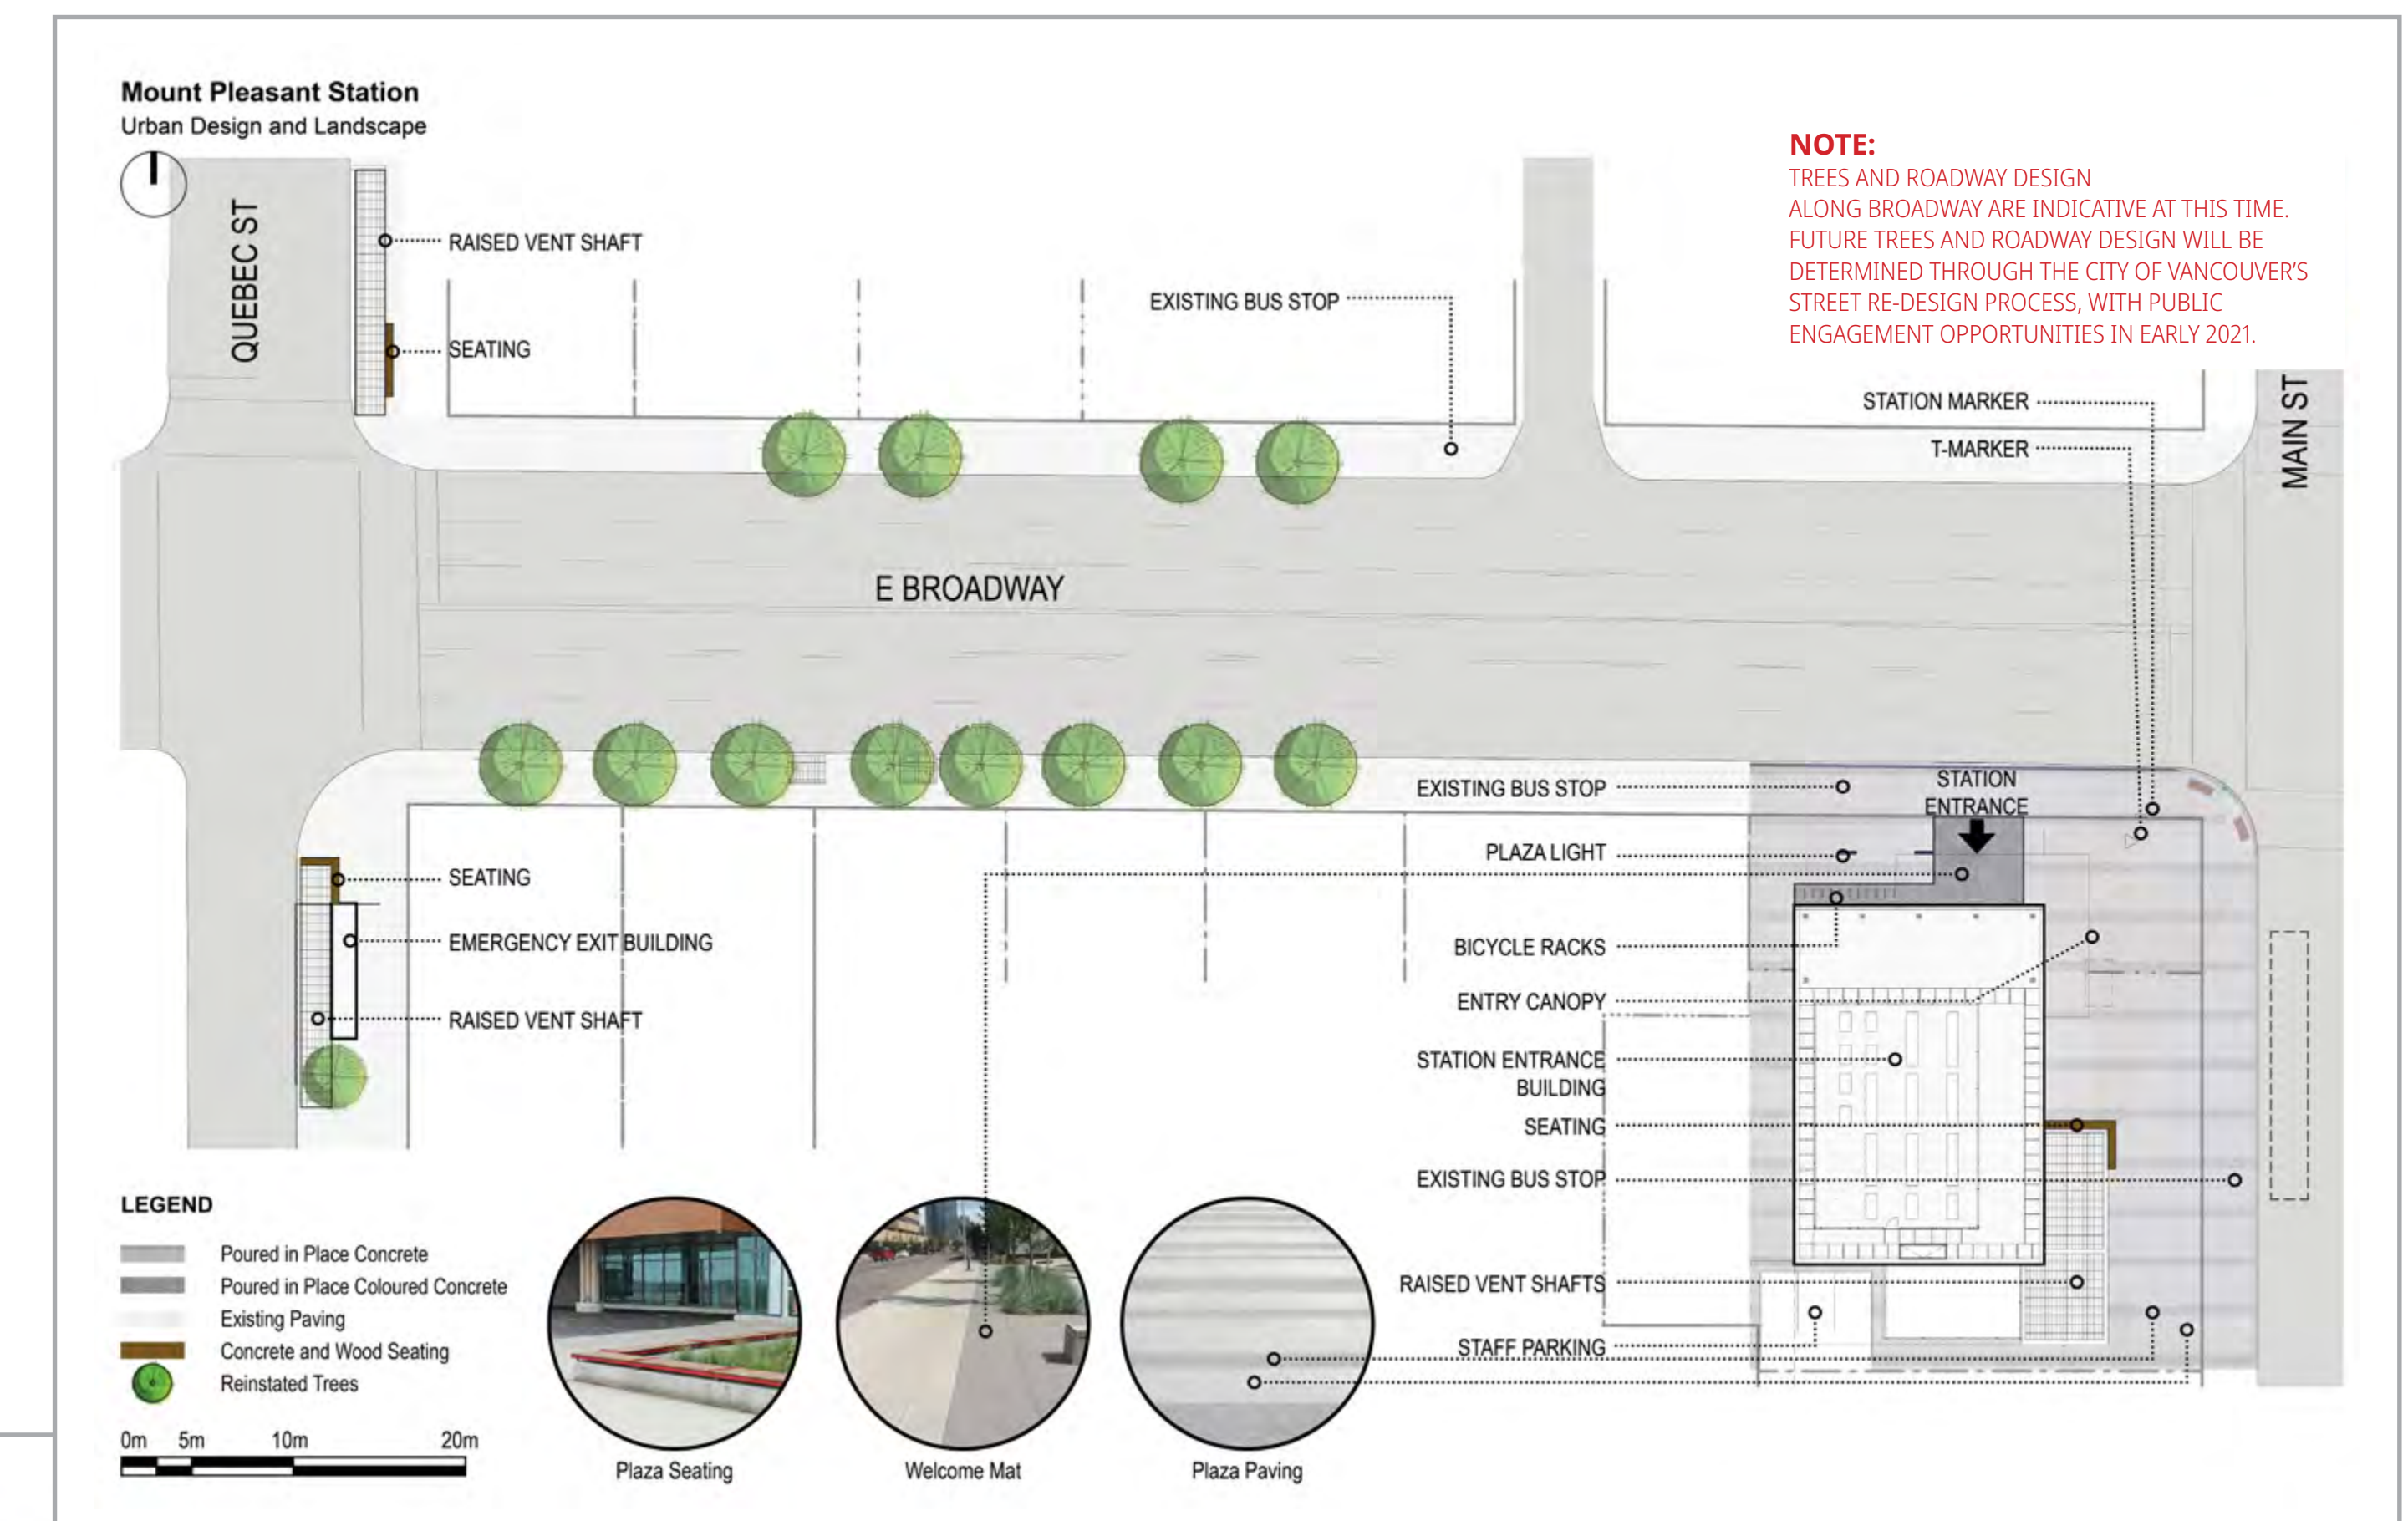 Mount Pleasant Station
Urban Design and Landscape
NOTE:
TREES AND ROADWAY DESIGN
ALONG BROADWAY ARE INDICATIVE AT THIS TIME.
FUTURE TREES AND ROADWAY DESIGN WILL BE
DETERMINED THROUGH THE CITY OF VANCOUVER'S
STREET RE-DESIGN PROCESS, WITH PUBLIC
ENGAGEMENT OPPORTUNITIES IN EARLY 2021.
QUEBEC ST
RAISED VENT SHAFT
SEATING
EXISTING BUS STOP
STATION MARKER
T-MARKER
MAIN ST
E BROADWAY
SEATING
EMERGENCY EXIT BUILDING
RAISED VENT SHAFT
EXISTING BUS STOP
STATION
ENTRANCE
PLAZA LIGHT
BICYCLE RACKS
ENTRY CANOPY
STATION ENTRANCE
BUILDING
SEATING
EXISTING BUS STOP
RAISED VENT SHAFTS
STAFF PARKING
LEGEND
Poured in Place Concrete
Poured in Place Coloured Concrete
Existing Paving
Concrete and Wood Seating
Reinstated Trees
0m 5m 10m 20m
Plaza Seating
Welcome Mat
Plaza Paving